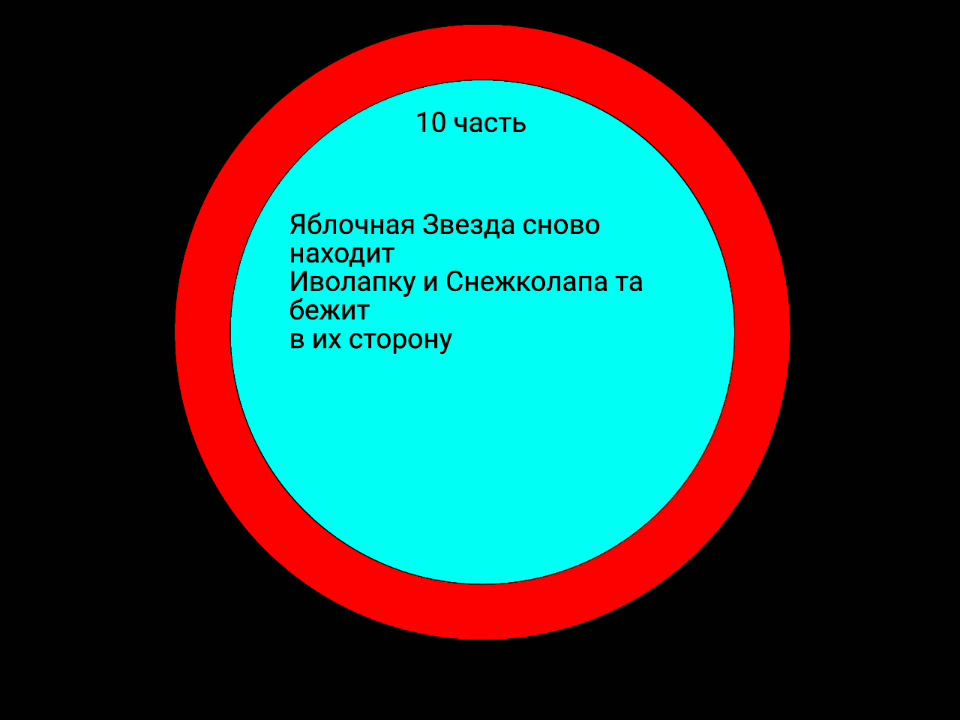 10 часть
Яблочная Звезда сново
находит
Иволапку и Снежколапа та
бежит
в их сторону